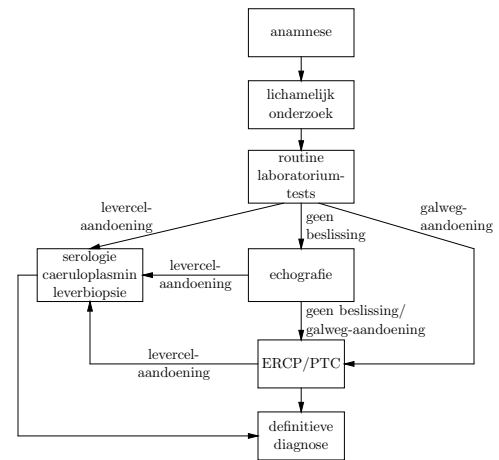 anamnese
lichamelijk
onderzoek
routine
laboratorium-
tests
levercel-
aandoening
geen
beslissing
galweg-
aandoening
serologie
caeruloplasmin
leverbiopsie
levercel-
aandoening
echografie
geen beslissing/
galweg-aandoening
levercel-
aandoening
ERCP/PTC
definitieve
diagnose